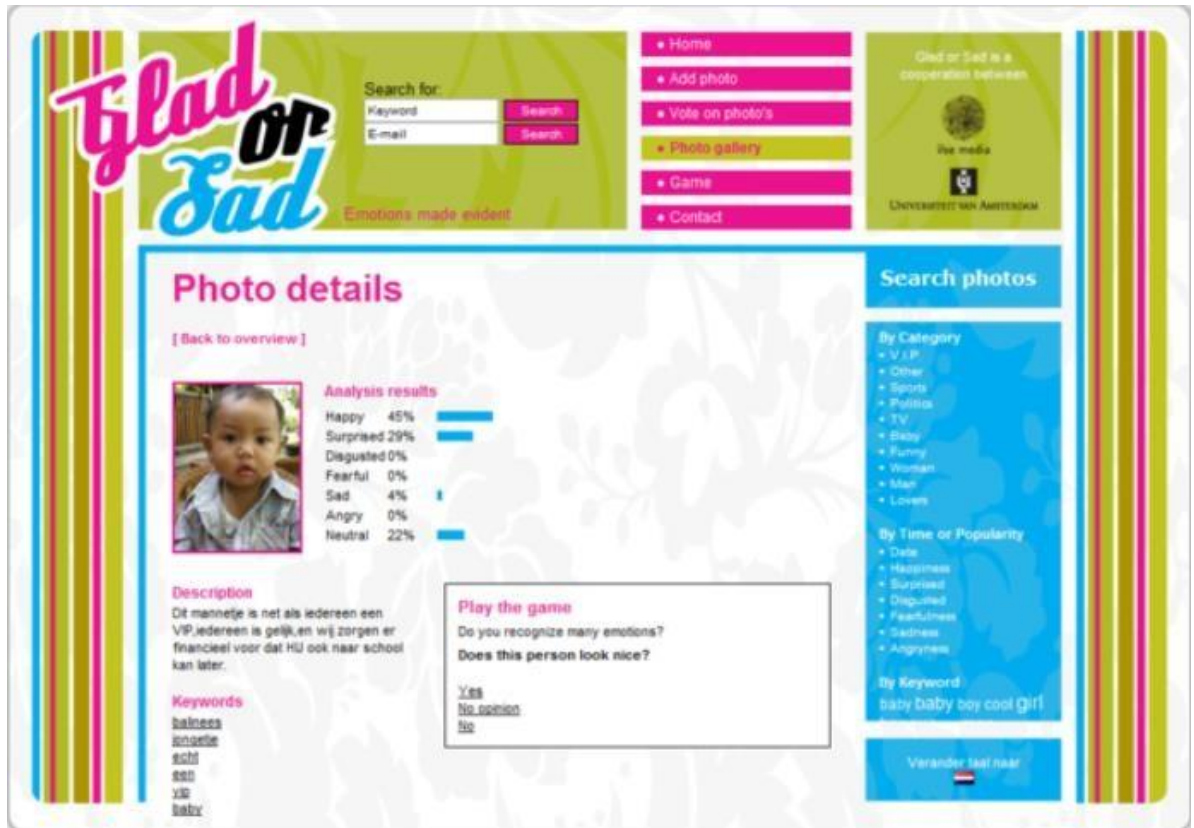 Glad
or
Sad
Search for:
Keyword Search
E-mail Search
Emotions made evident
• Home
• Add photo
• Vote on photo's
• Photo gallery
• Game
• Contact
Glad or Sad is a
cooperation between
ilse media
UNIVERSITEIT VAN AMSTERDAM
Photo details
[ Back to overview ]
Analysis results
Happy 45%
Surprised 29%
Disgusted 0%
Fearful 0%
Sad 4%
Angry 0%
Neutral 22%
Description
Dit mannetje is net als iedereen een
VIP,iedereen is gelijk,en wij zorgen er
financieel voor dat HIJ ook naar school
kan later.
Keywords
balinees
jongetje
echt
een
vip
baby
Play the game
Do you recognize many emotions?
Does this person look nice?
Yes
No opinion
No
Search photos
By Category
• V.I.P
• Other
• Sports
• Politics
• TV
• Baby
• Funny
• Woman
• Man
• Lovers
By Time or Popularity
• Date
• Happiness
• Surprised
• Disgusted
• Fearfulness
• Sadness
• Angryness
By Keyword
baby baby boy cool girl
Verander taal naar